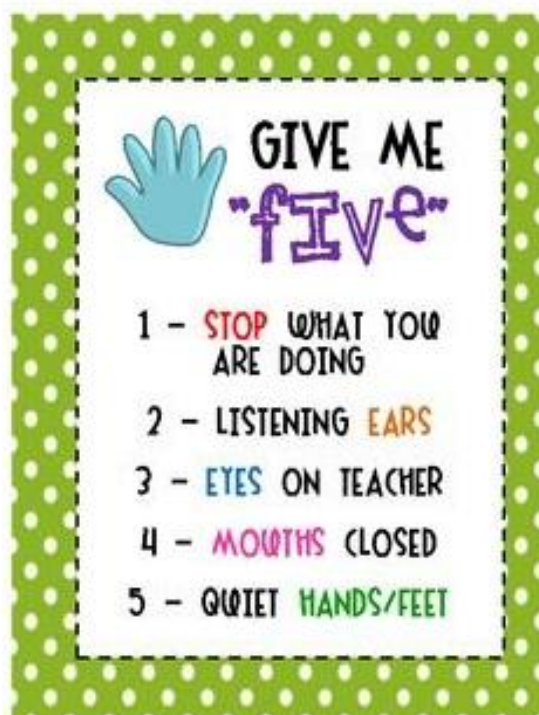 GIVE ME
"fIVe"
1 - STOP WHAT YOU
ARE DOING
2 - LISTENING EARS
3 - EYES ON TEACHER
4 - MOUTHS CLOSED
5 - QUIET HANDS/FEET